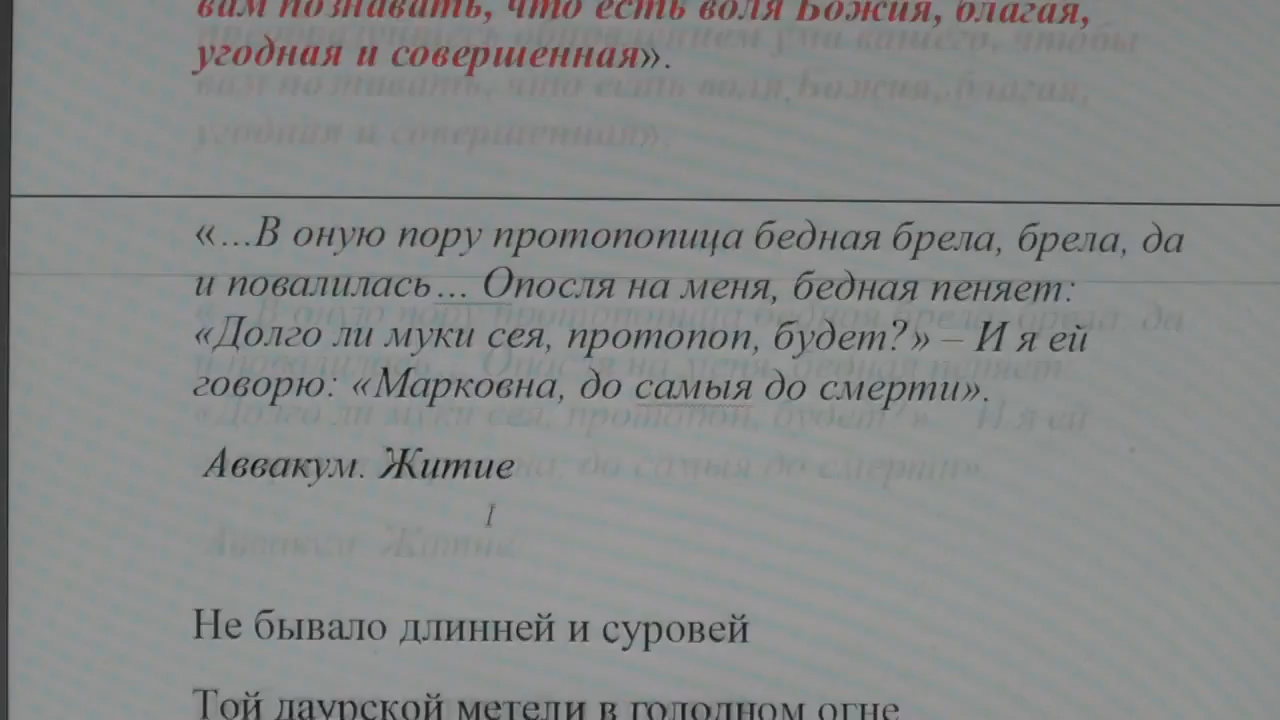 вам познавать, что есть воля Божия, благая,
угодная и совершенная».
«...В оную пору протопопица бедная брела, брела, да
и повалилась... Опосля на меня, бедная пеняет:
«Долго ли муки сея, протопоп, будет?» – И я ей
говорю: «Марковна, до самыя до смерти».
Аввакум. Житие
Не бывало длинней и суровей
Той даурской метели в голодном огне